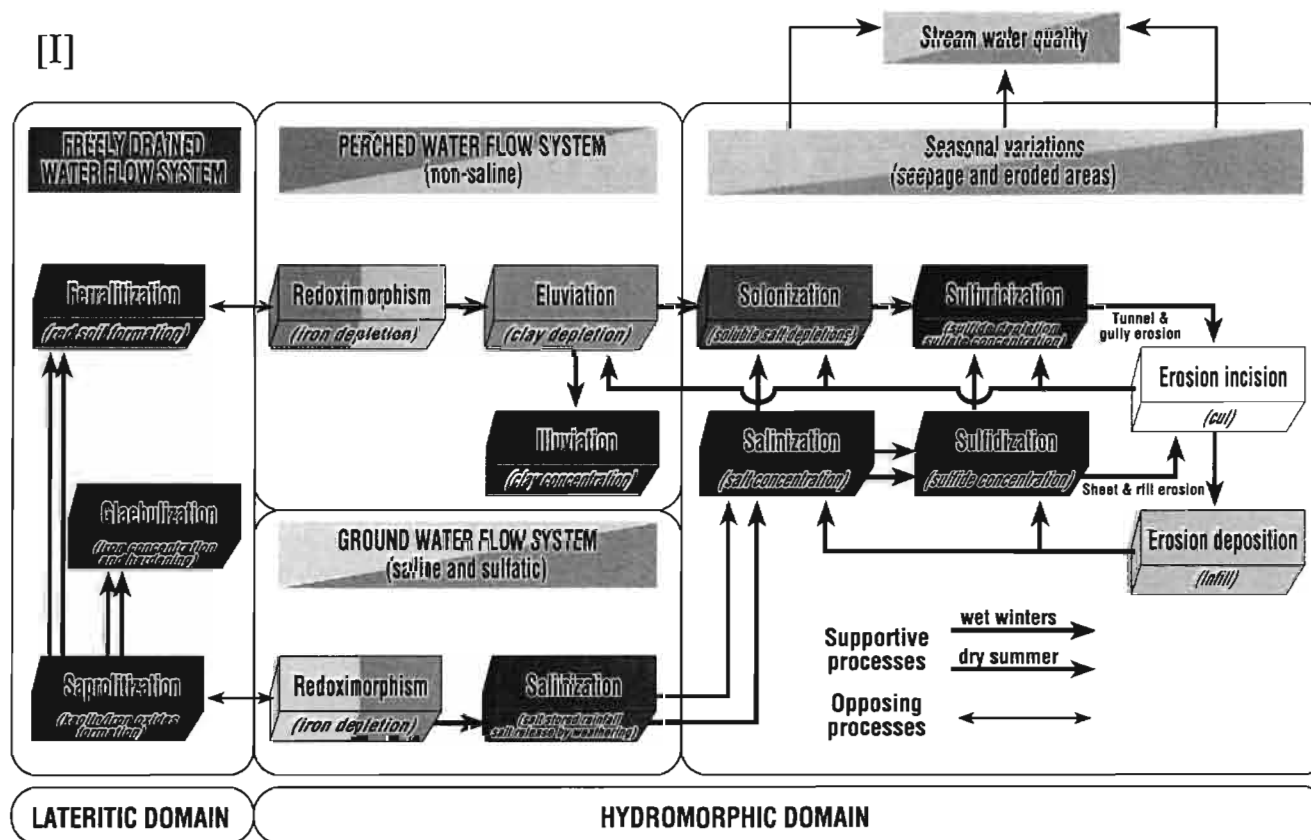 [I]
Stream water quality
FREELY DRAINED
WATER FLOW SYSTEM
PERCHED WATER FLOW SYSTEM
(non-saline)
Seasonal variations
(seepage and eroded areas)
Ferralitization
(red soil formation)
Redoximorphism
(iron depletion)
Eluviation
(clay depletion)
Solonization
(soluble salt-depletions)
Sulfuricization
(sulfide depletion
sulfate concentration)
Tunnel &
gully erosion
Erosion incision
(cut)
Illuviation
(clay concentration)
Salinization
(salt concentration)
Sulfidization
(sulfide concentration)
Sheet & rill erosion
Glaebulization
(iron concentration
and hardening)
GROUND WATER FLOW SYSTEM
(saline and sulfatic)
Erosion deposition
(infill)
Saprolitization
(kaolin/iron oxides
formation)
Redoximorphism
(iron depletion)
Salinization
(salt stored rainfall,
salt release by weathering)
Supportive
processes
wet winters
dry summer
Opposing
processes
LATERITIC DOMAIN
HYDROMORPHIC DOMAIN